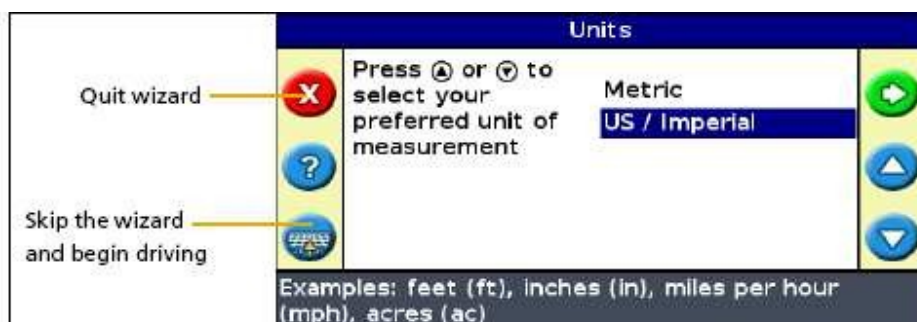 Units
Quit wizard
X
Press ▲ or ▼ to
select your
preferred unit of
measurement
Metric
US / Imperial
?
Skip the wizard
and begin driving
Examples: feet (ft), inches (in), miles per hour
(mph), acres (ac)